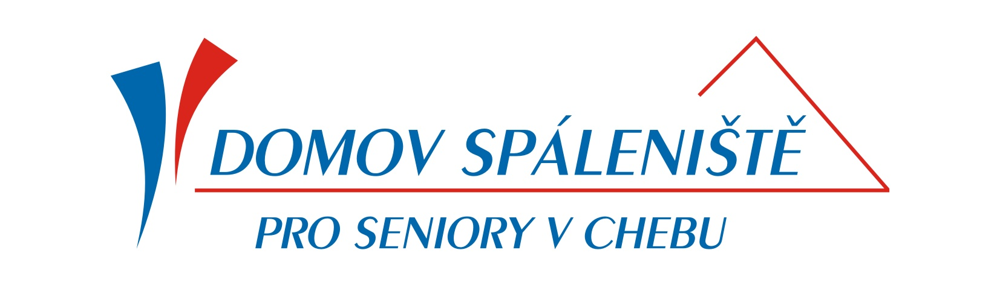 DOMOV SPÁLENIŠTĚ
PRO SENIORY V CHEBU